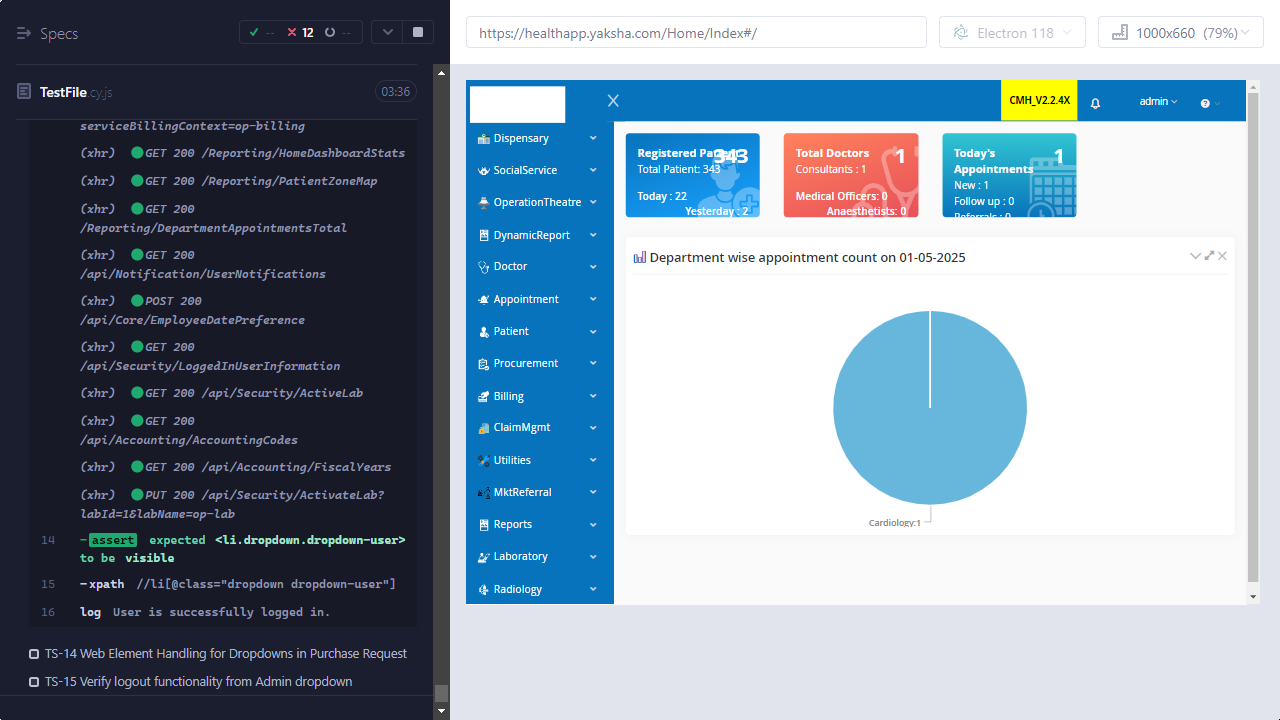 Specs
-- 12 --
TestFile.cy.js
03:36
serviceBillingContext=op-billing
(xhr) GET 200 /Reporting/HomeDashboardStats
(xhr) GET 200 /Reporting/PatientZoneMap
(xhr) GET 200
/Reporting/DepartmentAppointmentsTotal
(xhr) GET 200
/api/Notification/UserNotifications
(xhr) POST 200
/api/Core/EmployeeDatePreference
(xhr) GET 200
/api/Security/LoggedInUserInformation
(xhr) GET 200 /api/Security/ActiveLab
(xhr) GET 200
/api/Accounting/AccountingCodes
(xhr) GET 200 /api/Accounting/FiscalYears
(xhr) PUT 200 /api/Security/ActivateLab?
labId=1&labName=op-lab
14 -assert expected <li.dropdown.dropdown-user>
to be visible
15 -xpath //li[@class="dropdown dropdown-user"]
16 log User is successfully logged in.
TS-14 Web Element Handling for Dropdowns in Purchase Request
TS-15 Verify logout functionality from Admin dropdown
https://healthapp.yaksha.com/Home/Index#/
Electron 118
1000x660 (79%)
CMH_V2.2.4X
admin
Dispensary
SocialService
OperationTheatre
DynamicReport
Doctor
Appointment
Patient
Procurement
Billing
ClaimMgmt
Utilities
MktReferral
Reports
Laboratory
Radiology
Registered 343
Total Patient: 343
Today : 22
Yesterday : 2
Total Doctors 1
Consultants : 1
Medical Officers: 0
Anaesthetists: 0
Today's 1
Appointments
New : 1
Follow up : 0
Referrals : 0
Department wise appointment count on 01-05-2025
Cardiology:1